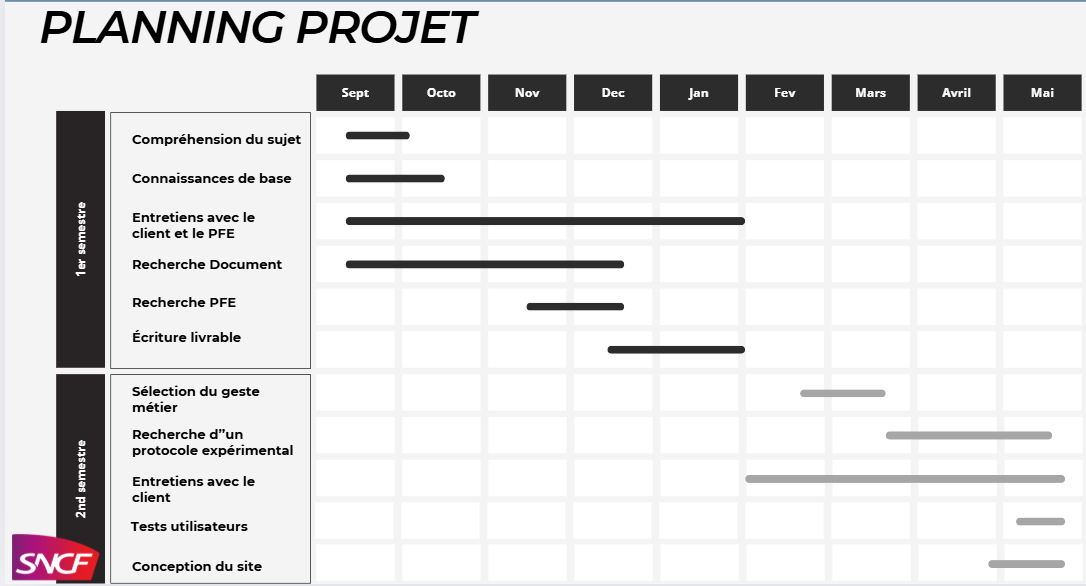 PLANNING PROJET
Sept Octo Nov Dec Jan Fev Mars Avril Mai
1er semestre
Compréhension du sujet
Connaissances de base
Entretiens avec le
client et le PFE
Recherche Document
Recherche PFE
Écriture livrable
2nd semestre
Sélection du geste
métier
Recherche d’’un
protocole expérimental
Entretiens avec le
client
Tests utilisateurs
Conception du site
SNCF